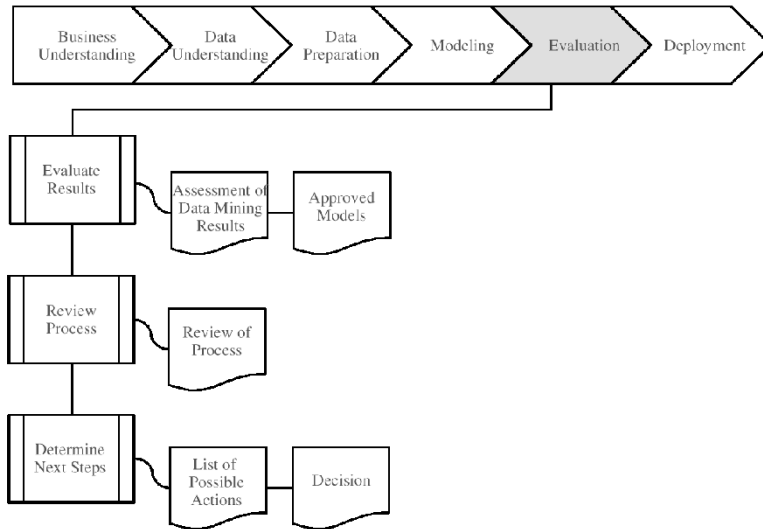 Business
Understanding
Data
Understanding
Data
Preparation
Modeling
Evaluation
Deployment
Evaluate
Results
Assessment of
Data Mining
Results
Approved
Models
Review
Process
Review of
Process
Determine
Next Steps
List of
Possible
Actions
Decision